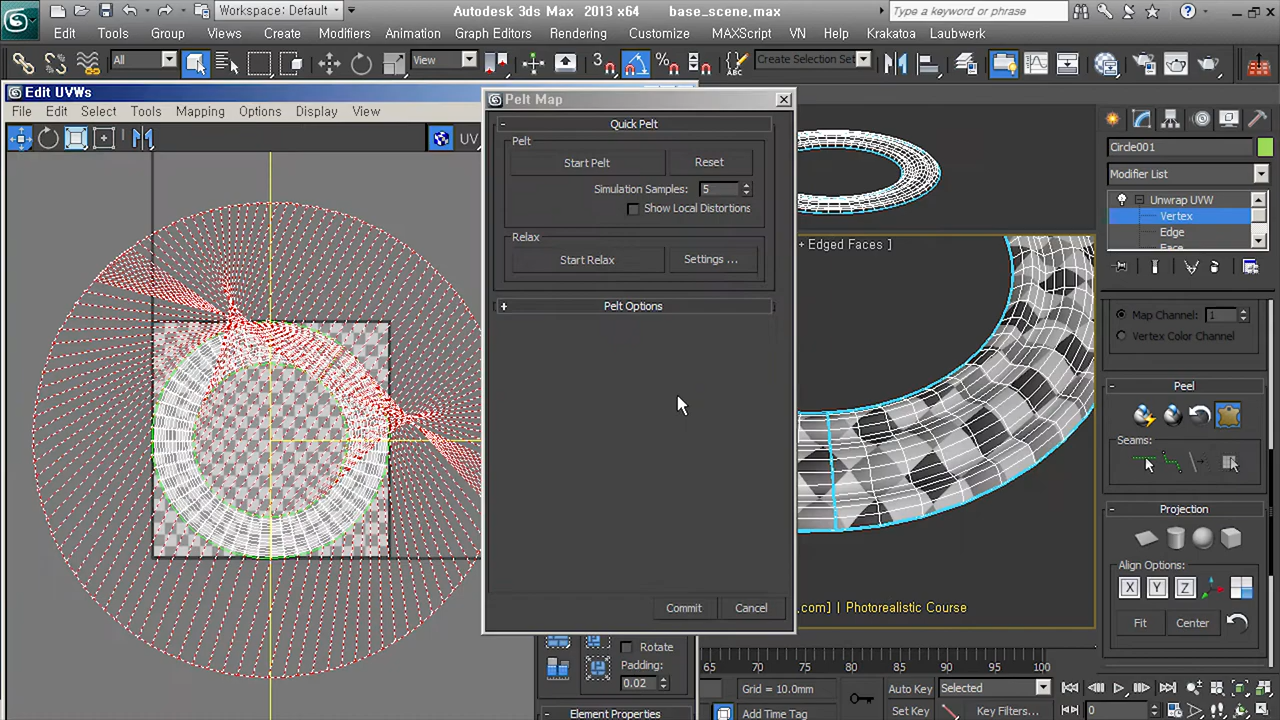 Workspace: Default
Autodesk 3ds Max 2013 x64 base_scene.max
Type a keyword or phrase
Edit Tools Group Views Create Modifiers Animation Graph Editors Rendering Customize MAXScript VN Help Krakatoa Laubwerk
All
View
3
Create Selection Set
Edit UVWs
File Edit Select Tools Mapping Options Display View
UV
Pelt Map
- Quick Pelt
Pelt
Start Pelt Reset
Simulation Samples: 5
Show Local Distortions
Relax
Start Relax Settings ...
+ Pelt Options
Commit Cancel
+ Edged Faces ]
.com] | Photorealistic Course
Circle001
Modifier List
Unwrap UVW
Vertex
Edge
Map Channel: 1
Vertex Color Channel
- Peel
Seams:
- Projection
Align Options:
X Y Z
Fit Center
Rotate
Padding:
0.02
- Element Properties
65 70 75 80 85 90 95 100
Grid = 10.0mm
Add Time Tag
Auto Key Selected
Set Key Key Filters... 0